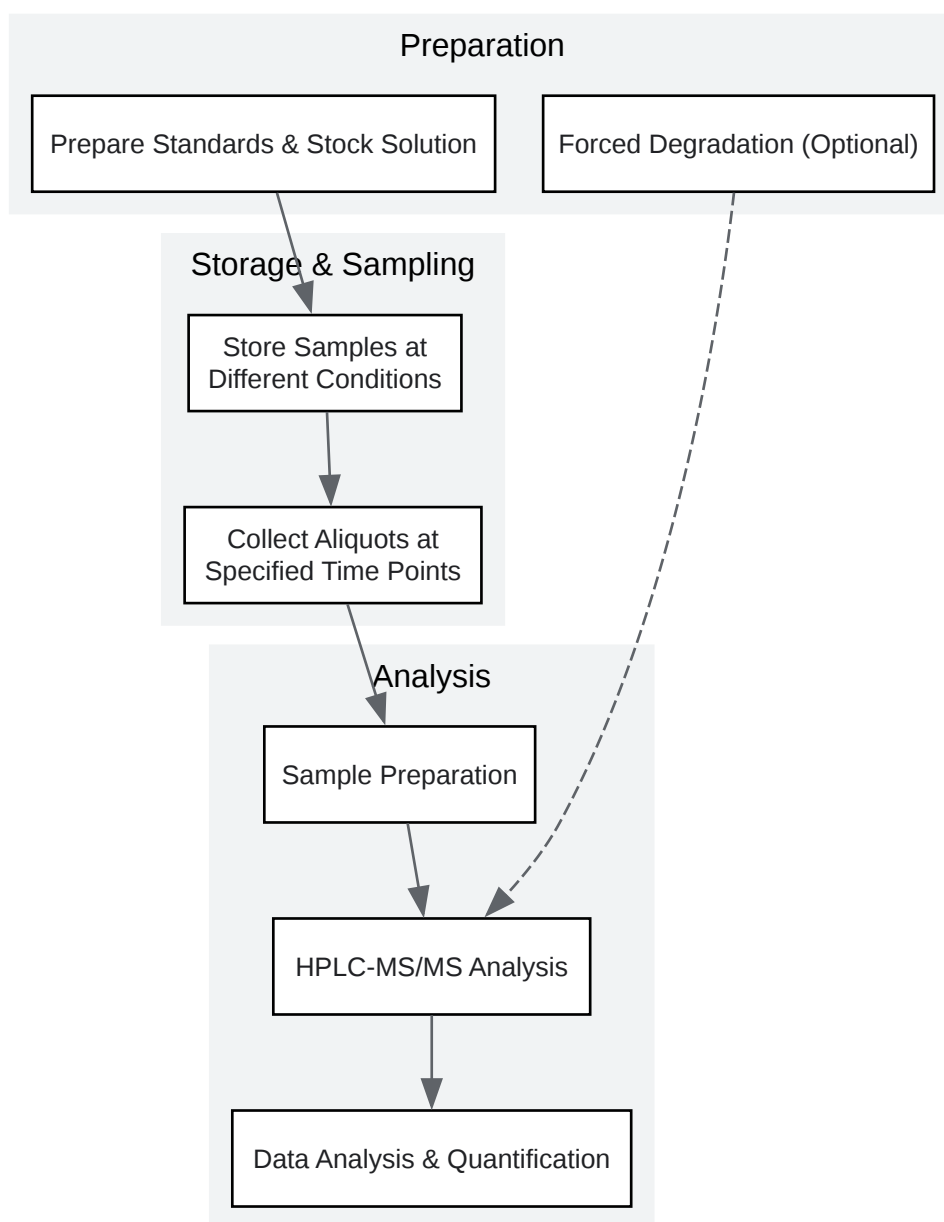 Preparation
Prepare Standards & Stock Solution
Forced Degradation (Optional)
Storage & Sampling
Store Samples at
Different Conditions
Collect Aliquots at
Specified Time Points
Analysis
Sample Preparation
HPLC-MS/MS Analysis
Data Analysis & Quantification